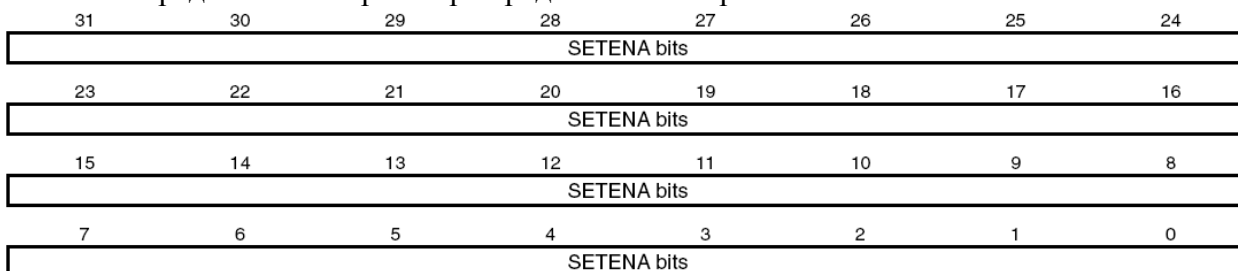 31 30 29 28 27 26 25 24
SETENA bits
23 22 21 20 19 18 17 16
SETENA bits
15 14 13 12 11 10 9 8
SETENA bits
7 6 5 4 3 2 1 0
SETENA bits